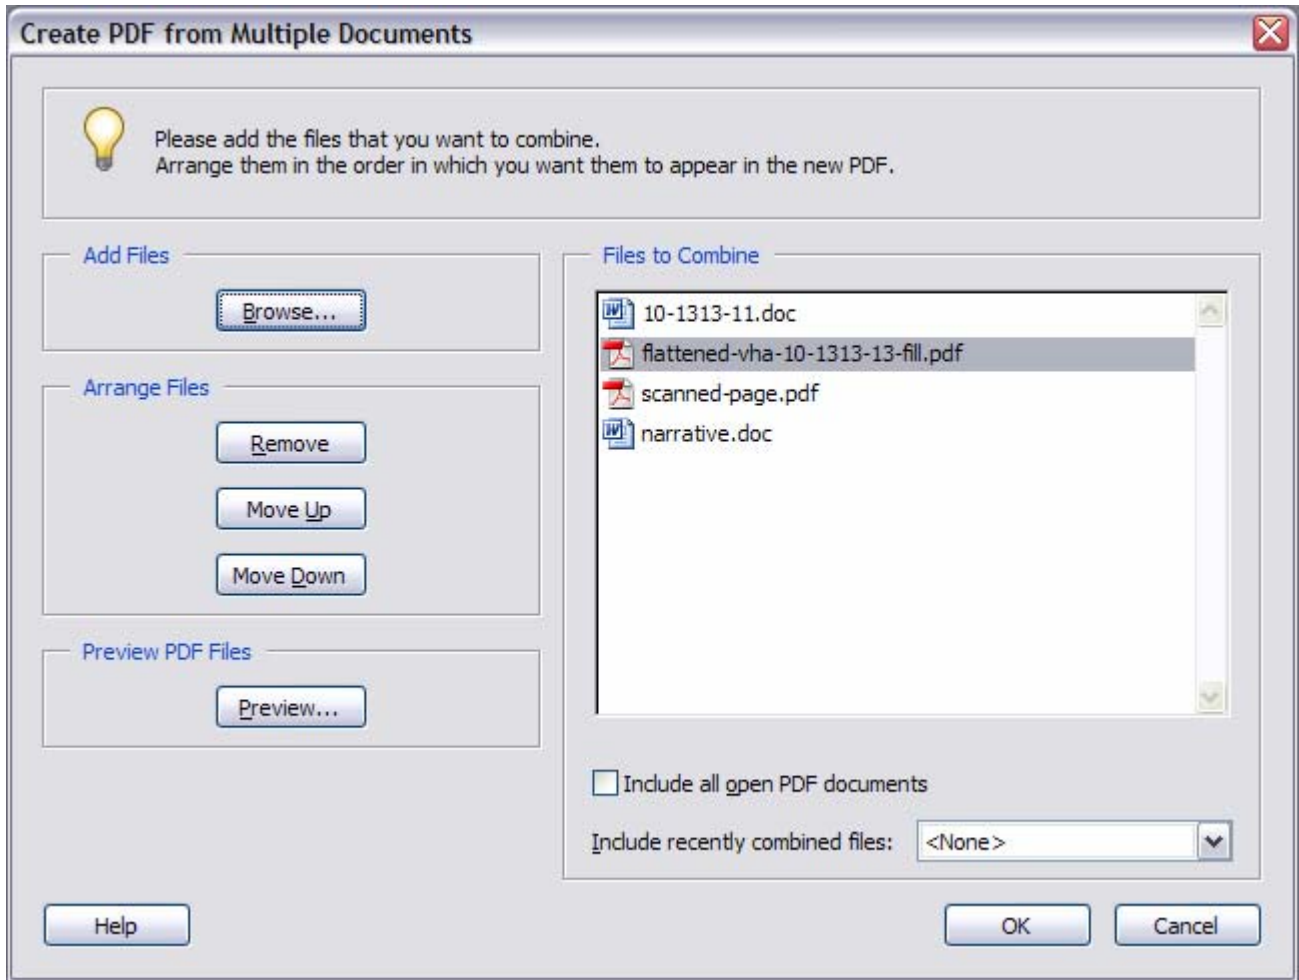 Create PDF from Multiple Documents
Please add the files that you want to combine.
Arrange them in the order in which you want them to appear in the new PDF.
Add Files
Browse...
Arrange Files
Remove
Move Up
Move Down
Preview PDF Files
Preview...
Files to Combine
10-1313-11.doc
flattened-vha-10-1313-13-fill.pdf
scanned-page.pdf
narrative.doc
Include all open PDF documents
Include recently combined files: <None>
Help
OK
Cancel